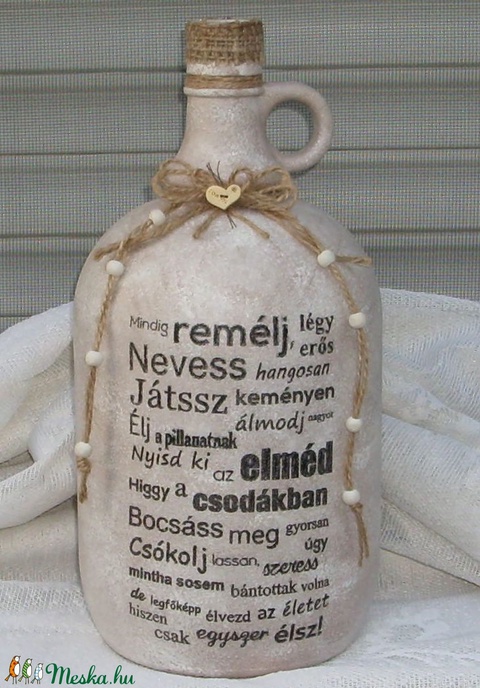 Mindig remélj, légy erős
Nevess hangosan
Játssz keményen
álmodj nagyot
Élj a pillanatnak
Nyisd ki az elméd
Higgy a csodákban
Bocsáss meg gyorsan
Csókolj lassan, úgy szeress
mintha sosem bántottak volna
de legfőképp élvezd az életet
hiszen csak egyszer élsz!
Meska.hu